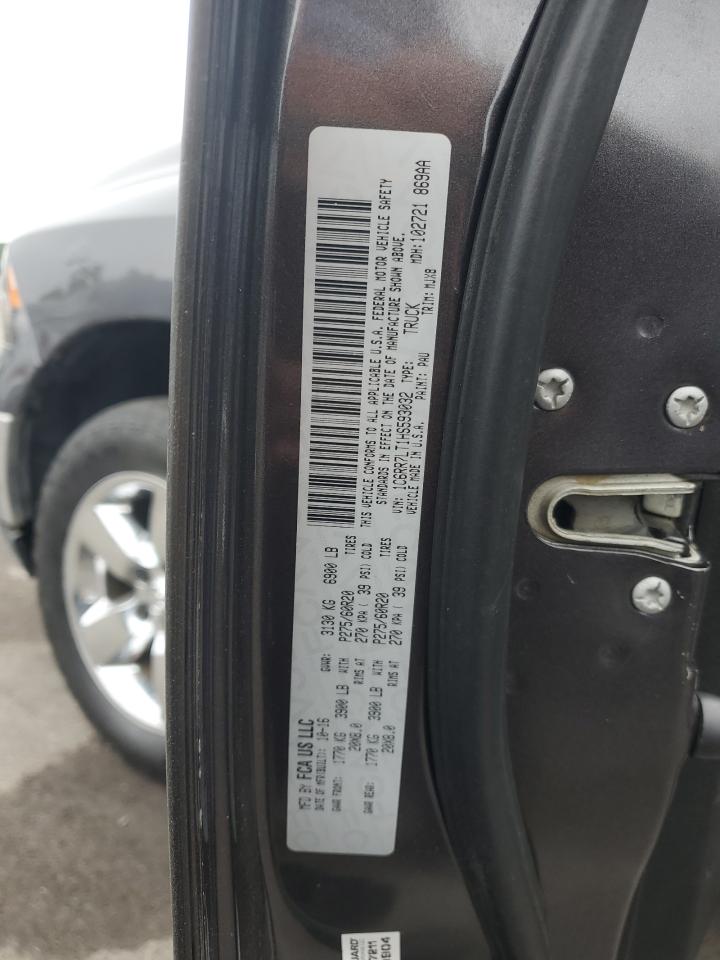 MFD BY: FCA US LLC
DATE OF MFR(BUILT): 10-16 GVWR: 3130 KG 6900 LB
GAWR FRONT: 1770 KG 3900 LB WITH P275/60R20 TIRES
20X8.0 RIMS AT 270 KPA ( 39 PSI) COLD
GAWR REAR: 1770 KG 3900 LB WITH P275/60R20 TIRES
20X8.0 RIMS AT 270 KPA ( 39 PSI) COLD
THIS VEHICLE CONFORMS TO ALL APPLICABLE U.S.A. FEDERAL MOTOR VEHICLE SAFETY
STANDARDS IN EFFECT ON THE DATE OF MANUFACTURE SHOWN ABOVE.
VIN: 1C6RR7LT1HS593032 TYPE: TRUCK MDH:102721 869AA
VEHICLE MADE IN U.S.A. PAINT: PAU TRIM: MJX8